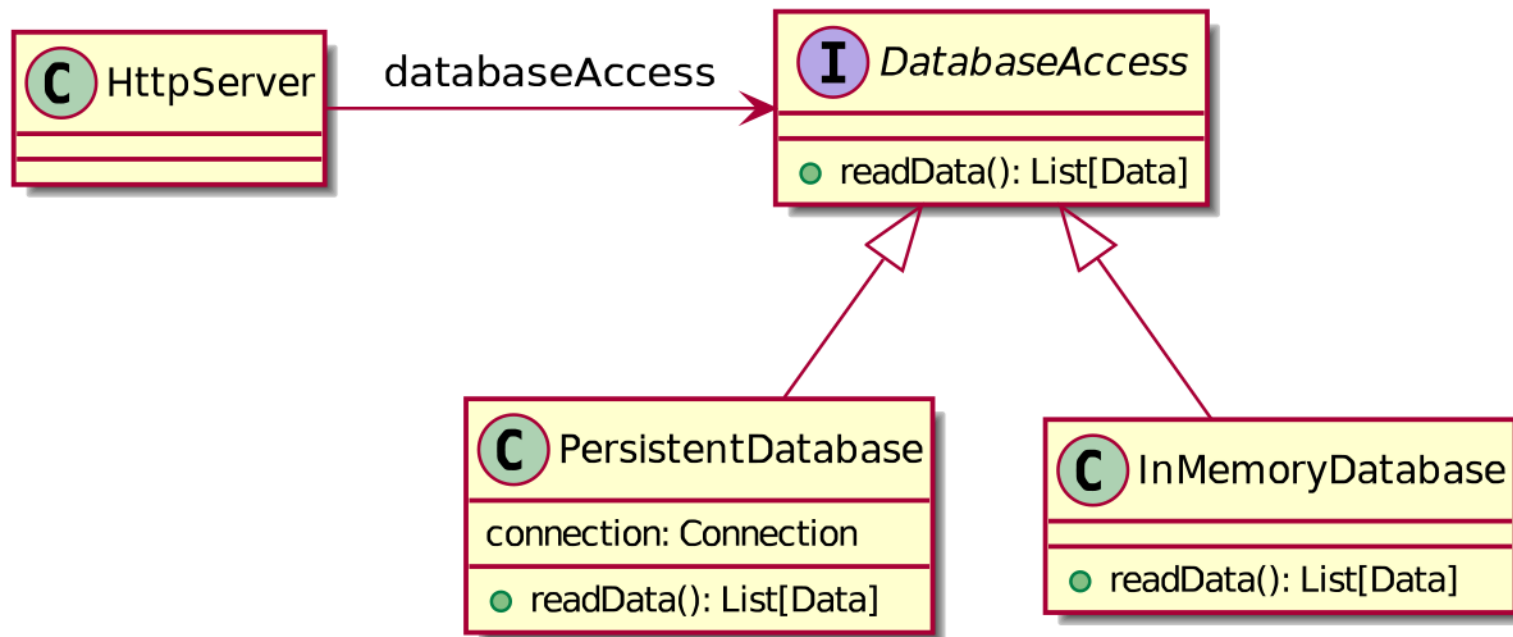 C HttpServer
databaseAccess
I DatabaseAccess
readData(): List[Data]
C PersistentDatabase
connection: Connection
readData(): List[Data]
C InMemoryDatabase
readData(): List[Data]